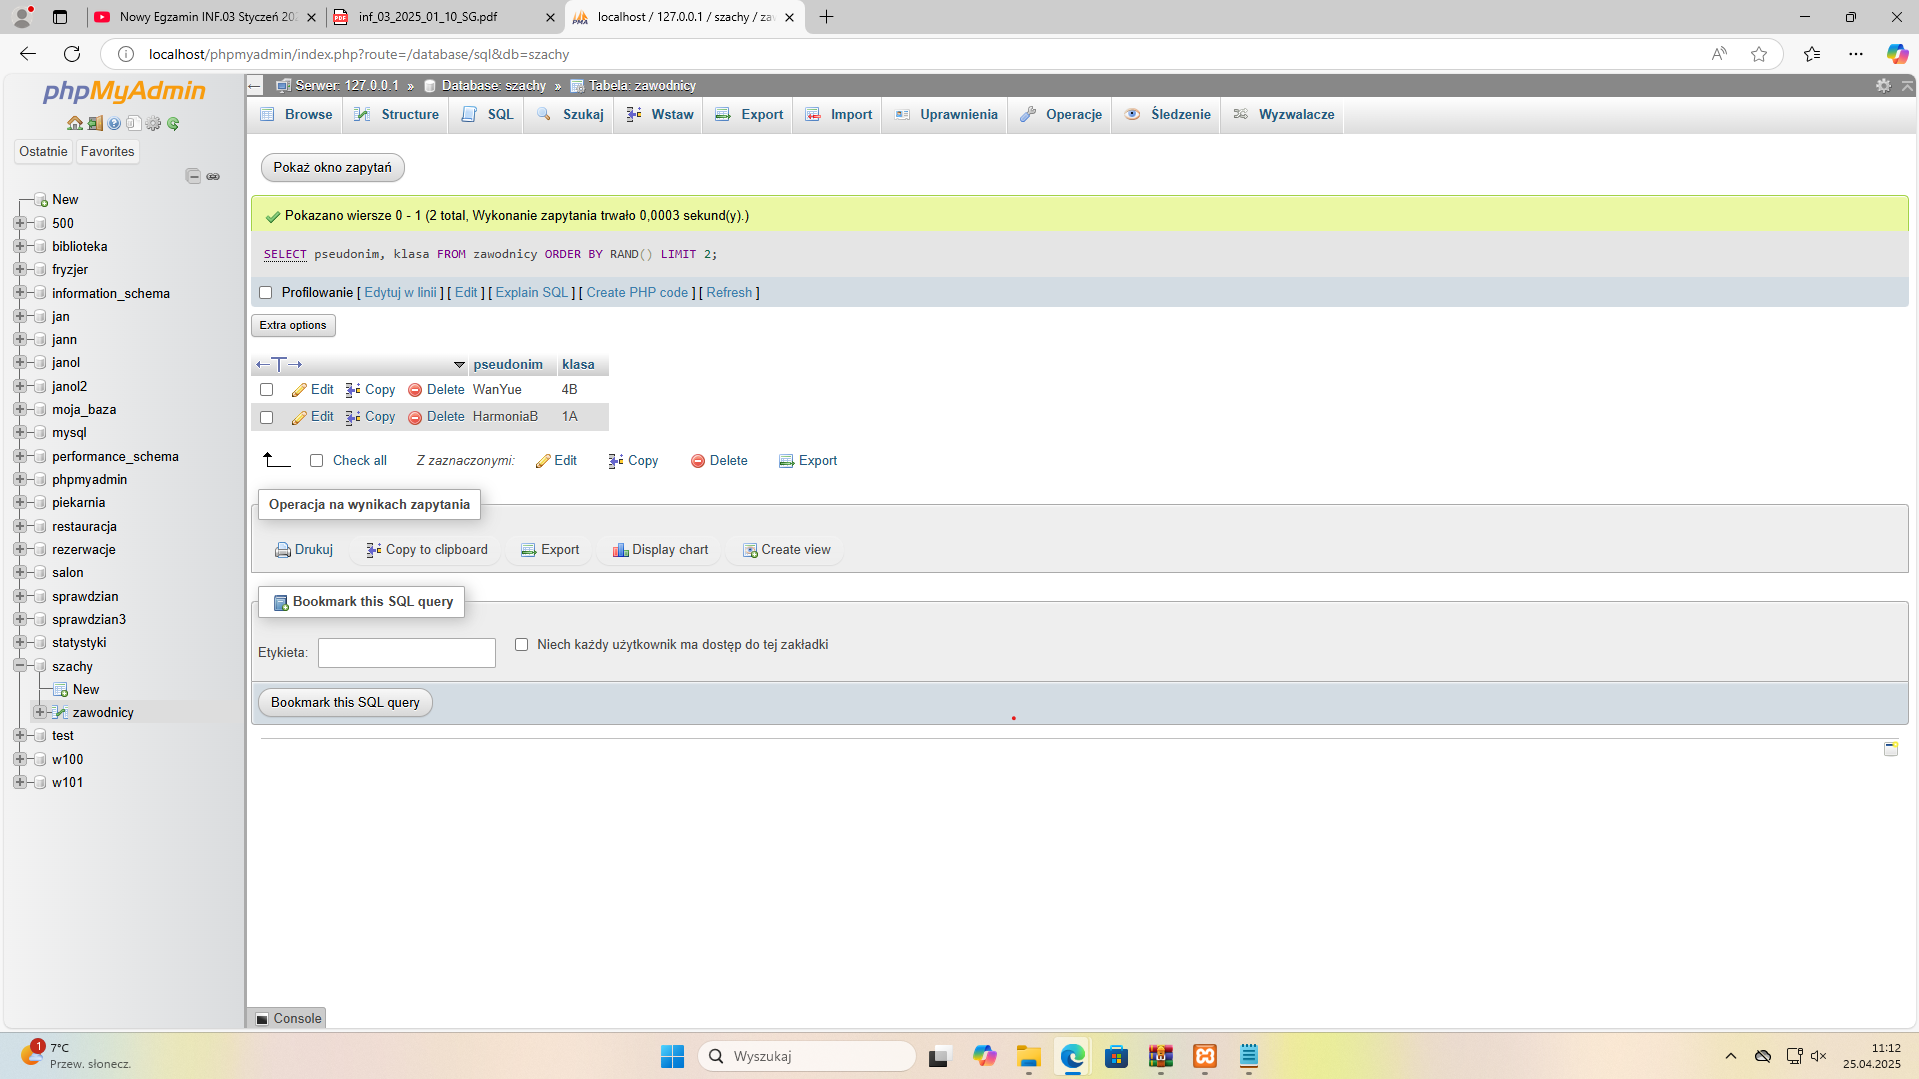 Nowy Egzamin INF.03 Styczeń 202
inf_03_2025_01_10_SG.pdf
localhost / 127.0.0.1 / szachy / za
localhost/phpmyadmin/index.php?route=/database/sql&db=szachy
phpMyAdmin
Ostatnie Favorites
New
500
biblioteka
fryzjer
information_schema
jan
jann
janol
janol2
moja_baza
mysql
performance_schema
phpmyadmin
piekarnia
restauracja
rezerwacje
salon
sprawdzian
sprawdzian3
statystyki
szachy
New
zawodnicy
test
w100
w101
Serwer: 127.0.0.1 » Database: szachy » Tabela: zawodnicy
Browse Structure SQL Szukaj Wstaw Export Import Uprawnienia Operacje Śledzenie Wyzwalacze
Pokaż okno zapytań
Pokazano wiersze 0 - 1 (2 total, Wykonanie zapytania trwało 0,0003 sekund(y).)
SELECT pseudonim, klasa FROM zawodnicy ORDER BY RAND() LIMIT 2;
Profilowanie [ Edytuj w linii ] [ Edit ] [ Explain SQL ] [ Create PHP code ] [ Refresh ]
Extra options
←T→ pseudonim klasa
Edit Copy Delete WanYue 4B
Edit Copy Delete HarmoniaB 1A
Check all Z zaznaczonymi: Edit Copy Delete Export
Operacja na wynikach zapytania
Drukuj Copy to clipboard Export Display chart Create view
Bookmark this SQL query
Etykieta: Niech każdy użytkownik ma dostęp do tej zakładki
Bookmark this SQL query
Console
1
7°C
Przew. słonecz.
Wyszukaj
11:12
25.04.2025